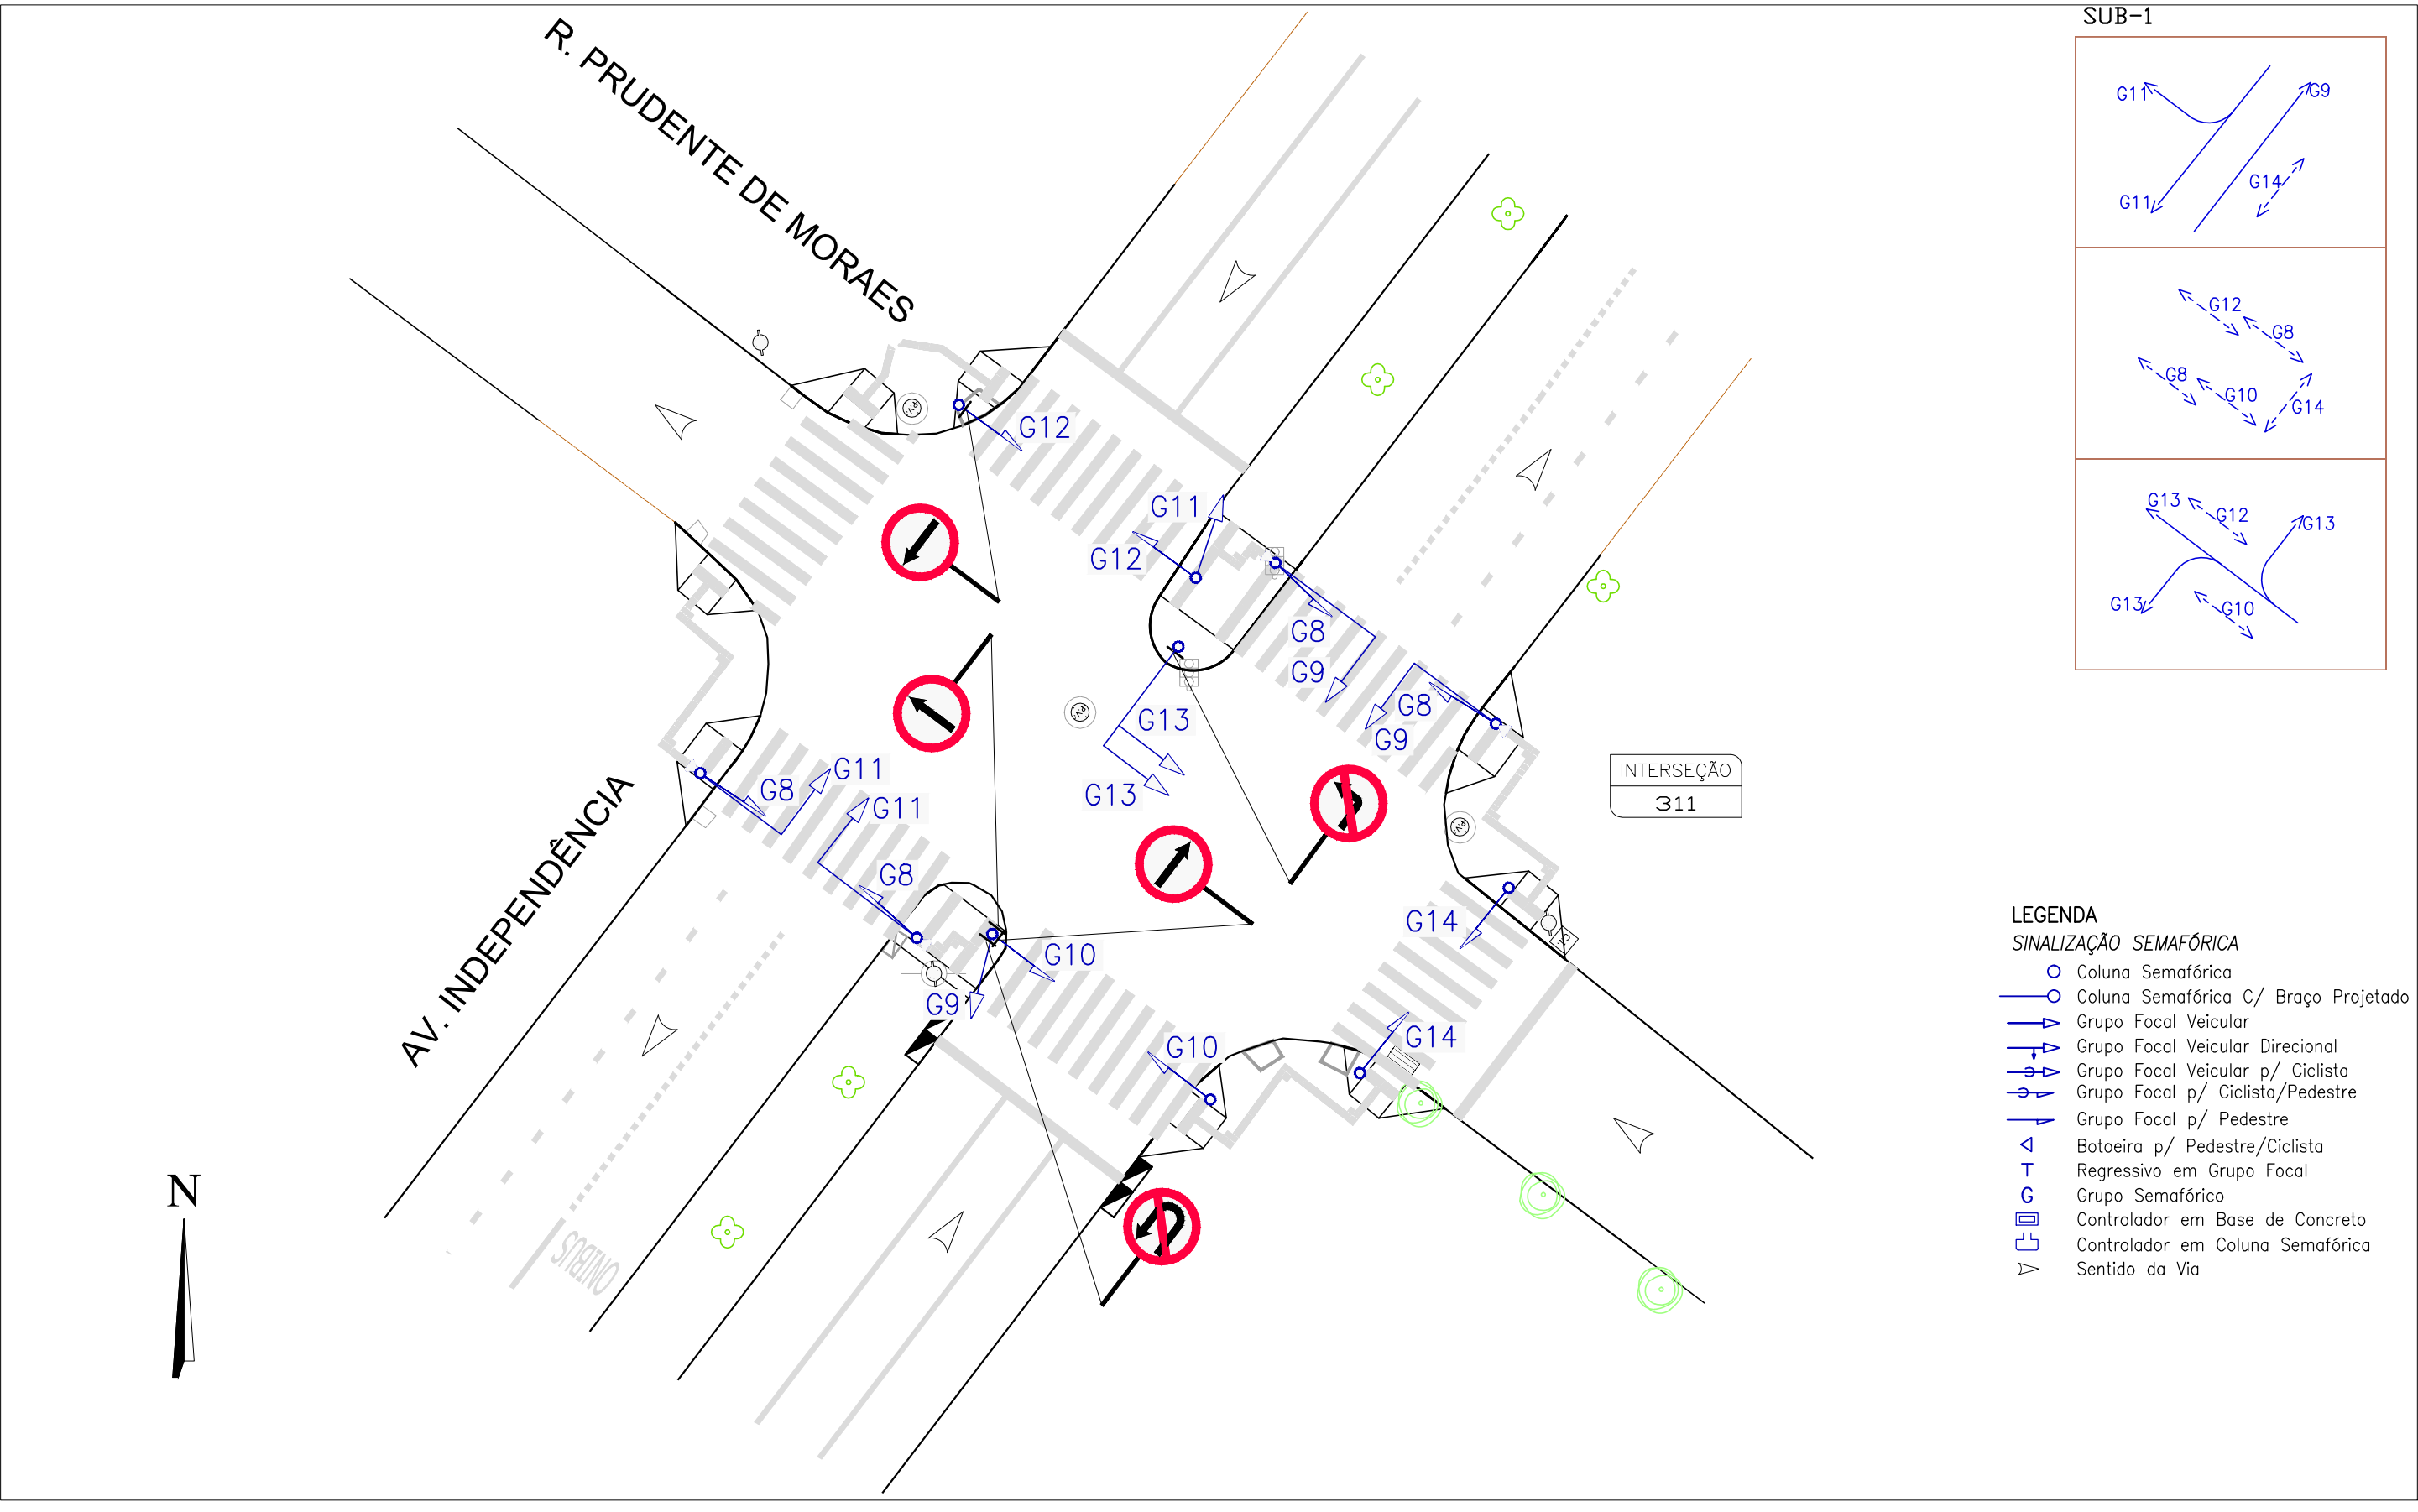 SUB-1
R. PRUDENTE DE MORAES
G11
G9
G14
G11
G12
G8
G8
G10
G14
G13
G12
G13
G13
G10
G12
G11
G12
G8
G9
G8
G9
G13
G13
G11
G8
G11
G8
G10
G9
G10
G14
G14
P.V.
P.V.
P.V.
AV. INDEPENDÊNCIA
ONIBUS
INTERSEÇÃO
311
N
LEGENDA
SINALIZAÇÃO SEMAFÓRICA
Coluna Semafórica
Coluna Semafórica C/ Braço Projetado
Grupo Focal Veicular
Grupo Focal Veicular Direcional
Grupo Focal Veicular p/ Ciclista
Grupo Focal p/ Ciclista/Pedestre
Grupo Focal p/ Pedestre
Botoeira p/ Pedestre/Ciclista
T Regressivo em Grupo Focal
G Grupo Semafórico
Controlador em Base de Concreto
Controlador em Coluna Semafórica
Sentido da Via